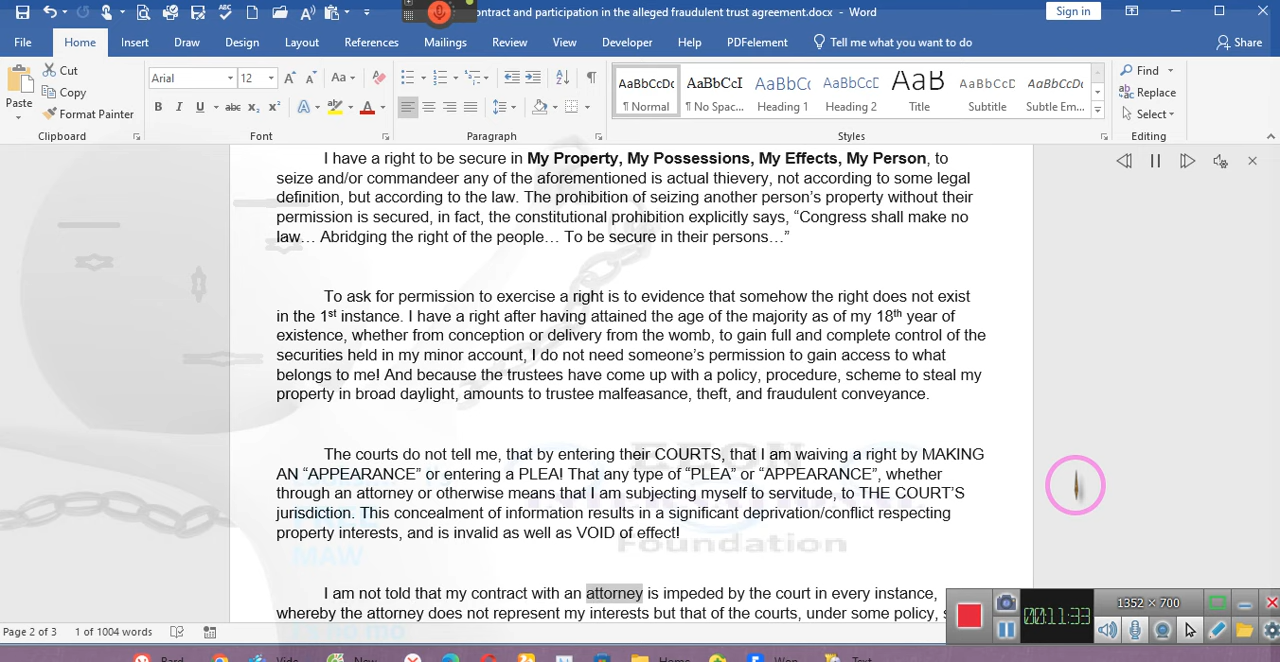 contract and participation in the alleged fraudulent trust agreement.docx - Word
Sign in
File Home Insert Draw Design Layout References Mailings Review View Developer Help PDFelement Tell me what you want to do Share
Paste
Cut
Copy
Format Painter
Clipboard
Arial 12
Aa
B I U abc X₂ X²
Font
Paragraph
AaBbCcDc AaBbCcI AaBbCc AaBbCcD AaB AaBbCcD AaBbCcDc
¶ Normal ¶ No Spac... Heading 1 Heading 2 Title Subtitle Subtle Em...
Styles
Find
Replace
Select
Editing
I have a right to be secure in My Property, My Possessions, My Effects, My Person, to
seize and/or commandeer any of the aforementioned is actual thievery, not according to some legal
definition, but according to the law. The prohibition of seizing another person’s property without their
permission is secured, in fact, the constitutional prohibition explicitly says, “Congress shall make no
law… Abridging the right of the people… To be secure in their persons…”
To ask for permission to exercise a right is to evidence that somehow the right does not exist
in the 1st instance. I have a right after having attained the age of the majority as of my 18th year of
existence, whether from conception or delivery from the womb, to gain full and complete control of the
securities held in my minor account, I do not need someone’s permission to gain access to what
belongs to me! And because the trustees have come up with a policy, procedure, scheme to steal my
property in broad daylight, amounts to trustee malfeasance, theft, and fraudulent conveyance.
The courts do not tell me, that by entering their COURTS, that I am waiving a right by MAKING
AN “APPEARANCE” or entering a PLEA! That any type of “PLEA” or “APPEARANCE”, whether
through an attorney or otherwise means that I am subjecting myself to servitude, to THE COURT’S
jurisdiction. This concealment of information results in a significant deprivation/conflict respecting
property interests, and is invalid as well as VOID of effect!
Foundation
MAW
I am not told that my contract with an attorney is impeded by the court in every instance,
whereby the attorney does not represent my interests but that of the courts, under some policy,
1352 × 700
00:11:33
Page 2 of 3 1 of 1004 words